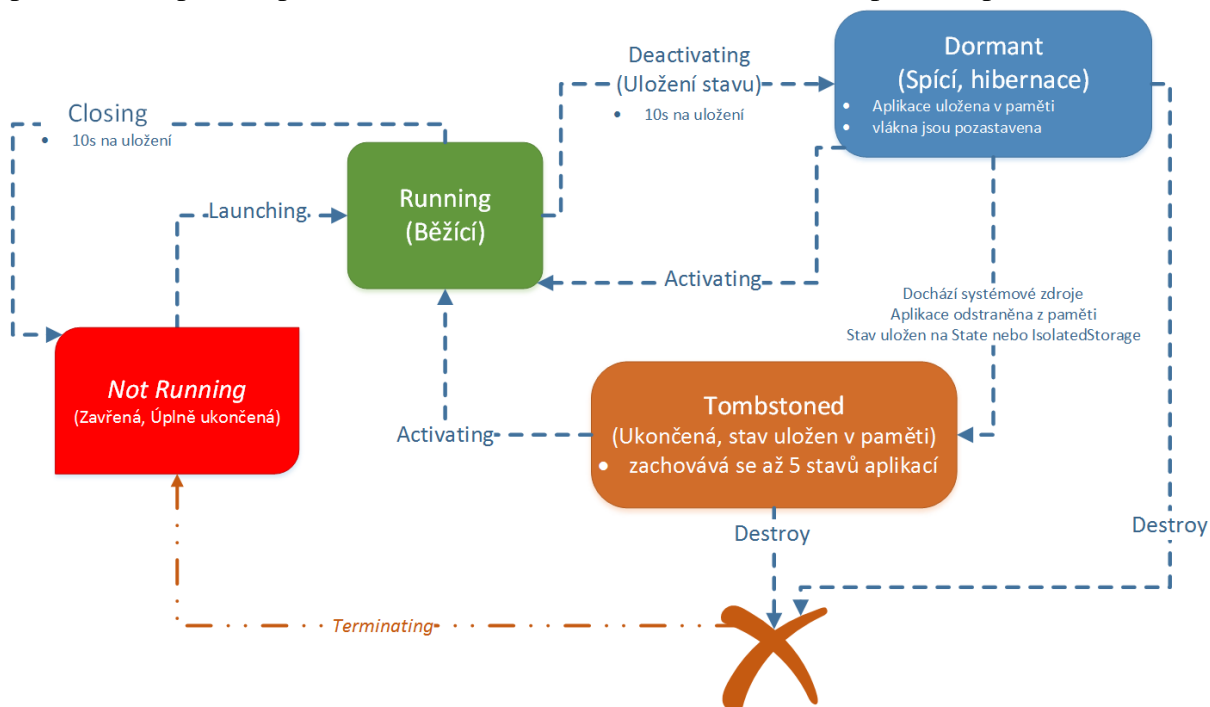 Dormant
(Spící, hibernace)
• Aplikace uložena v paměti
• vlákna jsou pozastavena
Deactivating
(Uložení stavu)
• 10s na uložení
Closing
• 10s na uložení
Running
(Běžící)
Launching
Activating
Dochází systémové zdroje
Aplikace odstraněna z paměti
Stav uložen na State nebo IsolatedStorage
Not Running
(Zavřená, Úplně ukončená)
Tombstoned
(Ukončená, stav uložen v paměti)
• zachovává se až 5 stavů aplikací
Activating
Destroy
Destroy
Terminating